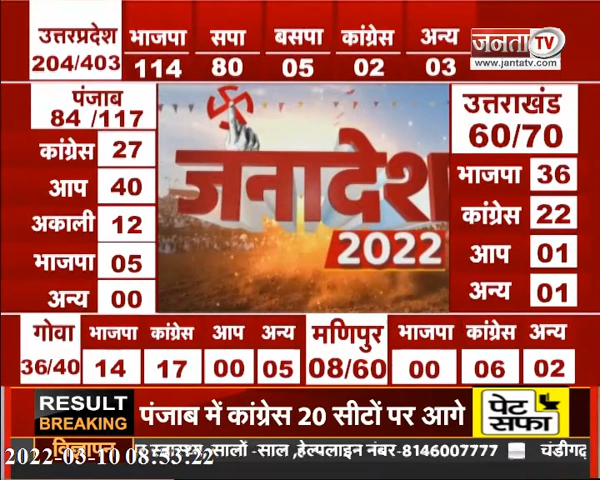 उत्तरप्रदेश भाजपा सपा बसपा कांग्रेस अन्य
204/403 114 80 05 02 03
जनता TV
www.jantatv.com
पंजाब
84 /117
कांग्रेस 27
आप 40
अकाली 12
भाजपा 05
अन्य 00
जनादेश
2022
उत्तराखंड
60/70
भाजपा 36
कांग्रेस 22
आप 01
अन्य 01
गोवा भाजपा कांग्रेस आप अन्य
36/40 14 17 00 05
मणिपुर भाजपा कांग्रेस अन्य
08/60 00 06 02
RESULT
BREAKING
पंजाब में कांग्रेस 20 सीटों पर आगे
पेट
सफा
विज्ञापन
सालों -साल ,हेल्पलाइन नंबर-8146007777
2022-03-10 08:53:22